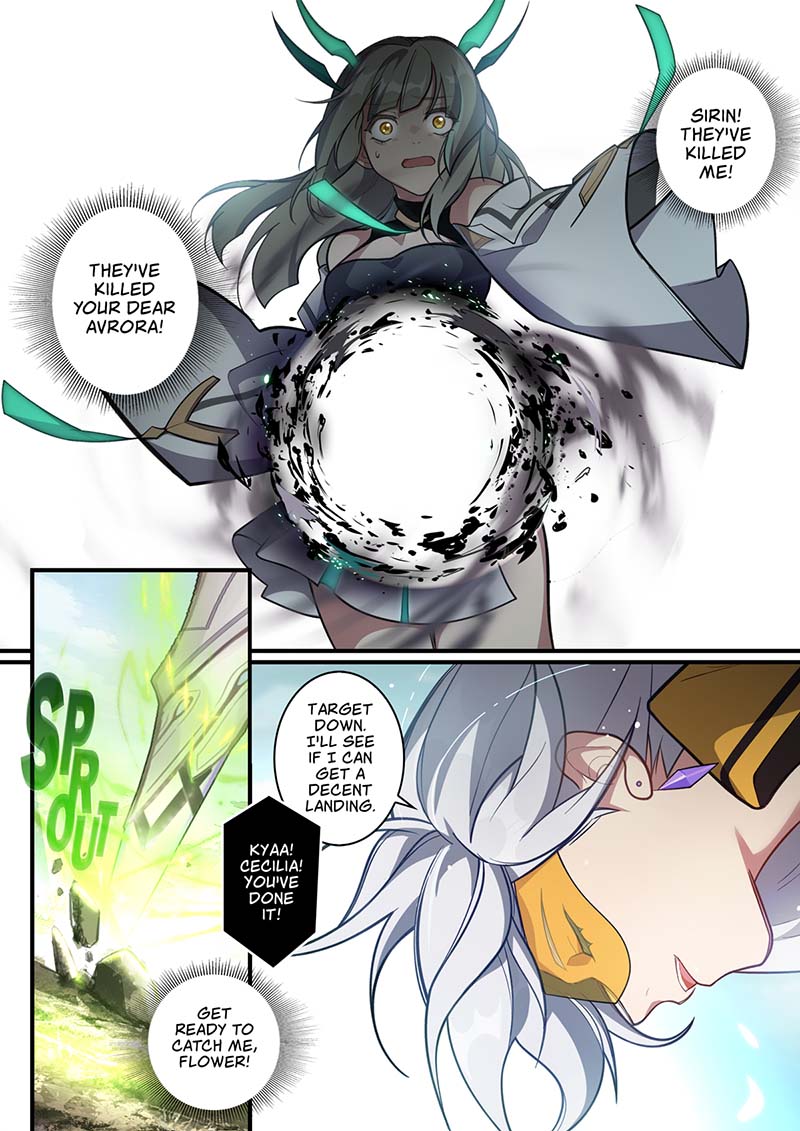 SIRIN!
THEY'VE
KILLED
ME!
THEY'VE
KILLED
YOUR DEAR
AVRORA!
SPROUT
TARGET
DOWN.
I'LL SEE
IF I CAN
GET A
DECENT
LANDING.
KYAA!
CECILIA!
YOU'VE
DONE
IT!
GET
READY TO
CATCH ME,
FLOWER!